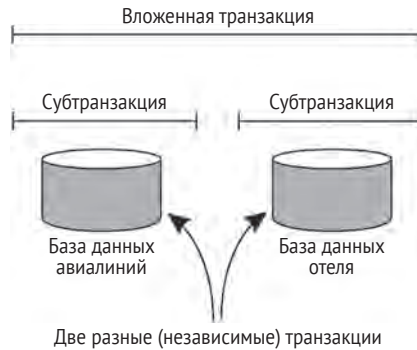 Вложенная транзакция
Субтранзакция
Субтранзакция
База данных
авиалиний
База данных
отеля
Две разные (независимые) транзакции